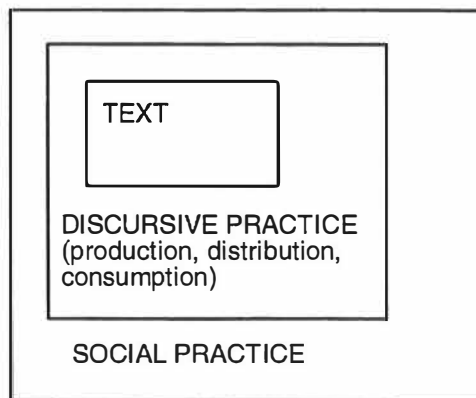 TEXT
DISCURSIVE PRACTICE
(production, distribution,
consumption)
SOCIAL PRACTICE